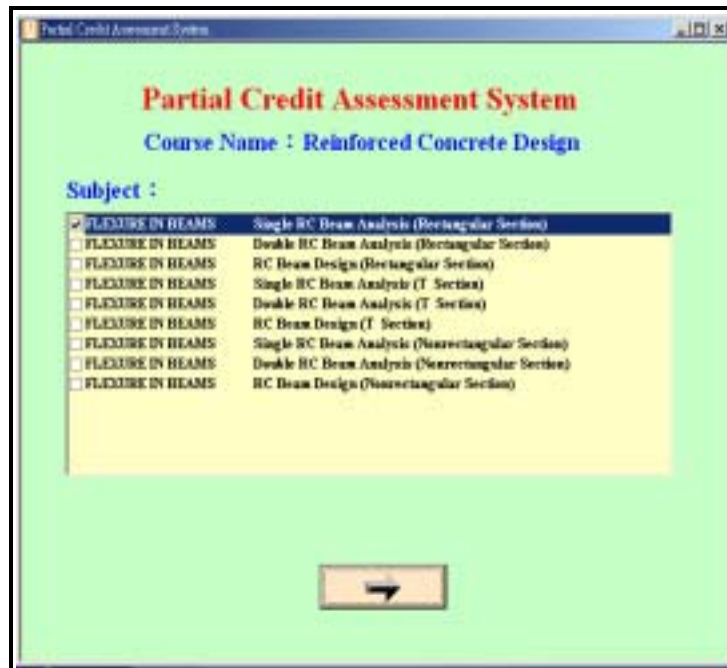 Partial Credit Assessment System
Partial Credit Assessment System
Course Name：Reinforced Concrete Design
Subject：
FLEXURE IN BEAMS Single RC Beam Analysis (Rectangular Section)
FLEXURE IN BEAMS Double RC Beam Analysis (Rectangular Section)
FLEXURE IN BEAMS RC Beam Design (Rectangular Section)
FLEXURE IN BEAMS Single RC Beam Analysis (T Section)
FLEXURE IN BEAMS Double RC Beam Analysis (T Section)
FLEXURE IN BEAMS RC Beam Design (T Section)
FLEXURE IN BEAMS Single RC Beam Analysis (Nonrectangular Section)
FLEXURE IN BEAMS Double RC Beam Analysis (Nonrectangular Section)
FLEXURE IN BEAMS RC Beam Design (Nonrectangular Section)